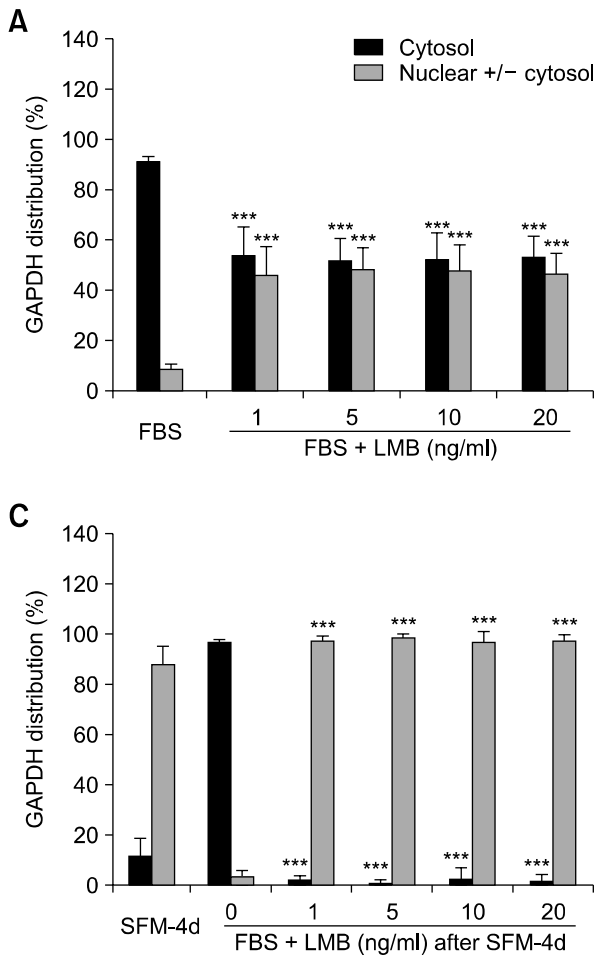 A
140
120
100
80
60
40
20
0
GAPDH distribution (%)
Cytosol
Nuclear +/− cytosol
*** *** *** *** *** *** *** ***
FBS 1 5 10 20
FBS + LMB (ng/ml)
C
140
120
100
80
60
40
20
0
GAPDH distribution (%)
*** *** *** ***
*** *** *** ***
SFM-4d 0 1 5 10 20
FBS + LMB (ng/ml) after SFM-4d